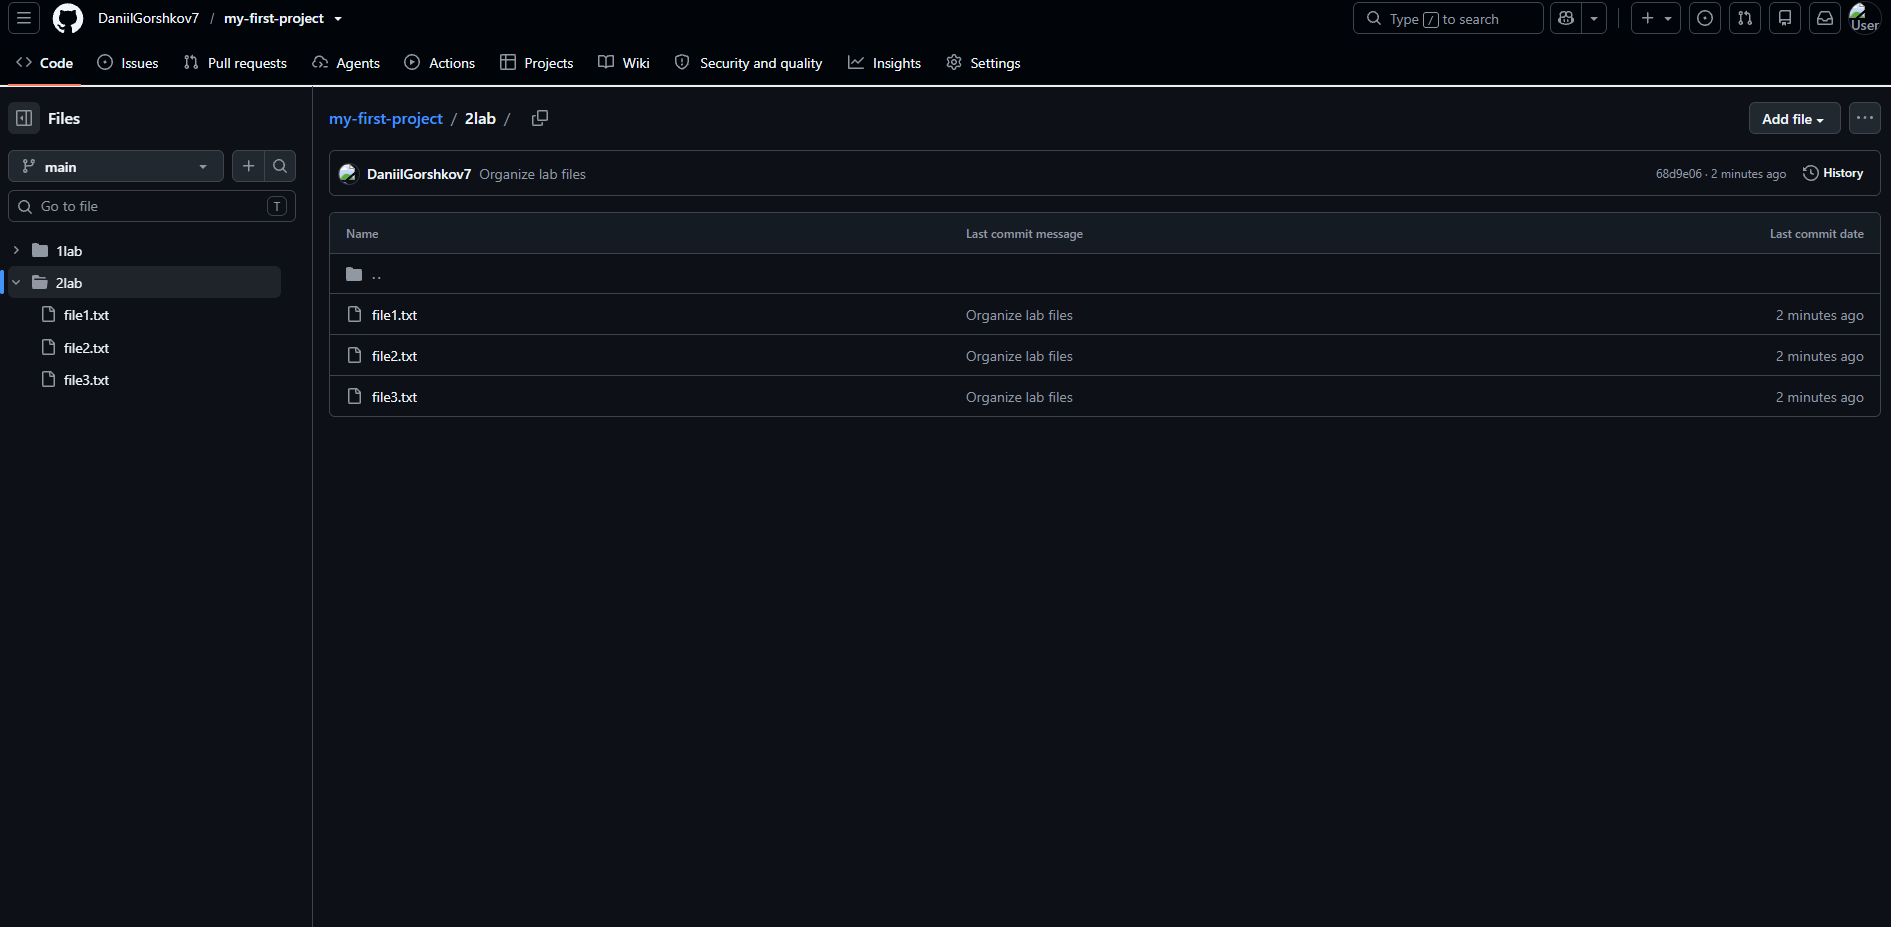 DaniilGorshkov7 / my-first-project
Type / to search
User
Code Issues Pull requests Agents Actions Projects Wiki Security and quality Insights Settings
Files
main
Go to file T
1lab
2lab
file1.txt
file2.txt
file3.txt
my-first-project / 2lab /
Add file
DaniilGorshkov7 Organize lab files 68d9e06 · 2 minutes ago History
Name Last commit message Last commit date
..
file1.txt Organize lab files 2 minutes ago
file2.txt Organize lab files 2 minutes ago
file3.txt Organize lab files 2 minutes ago